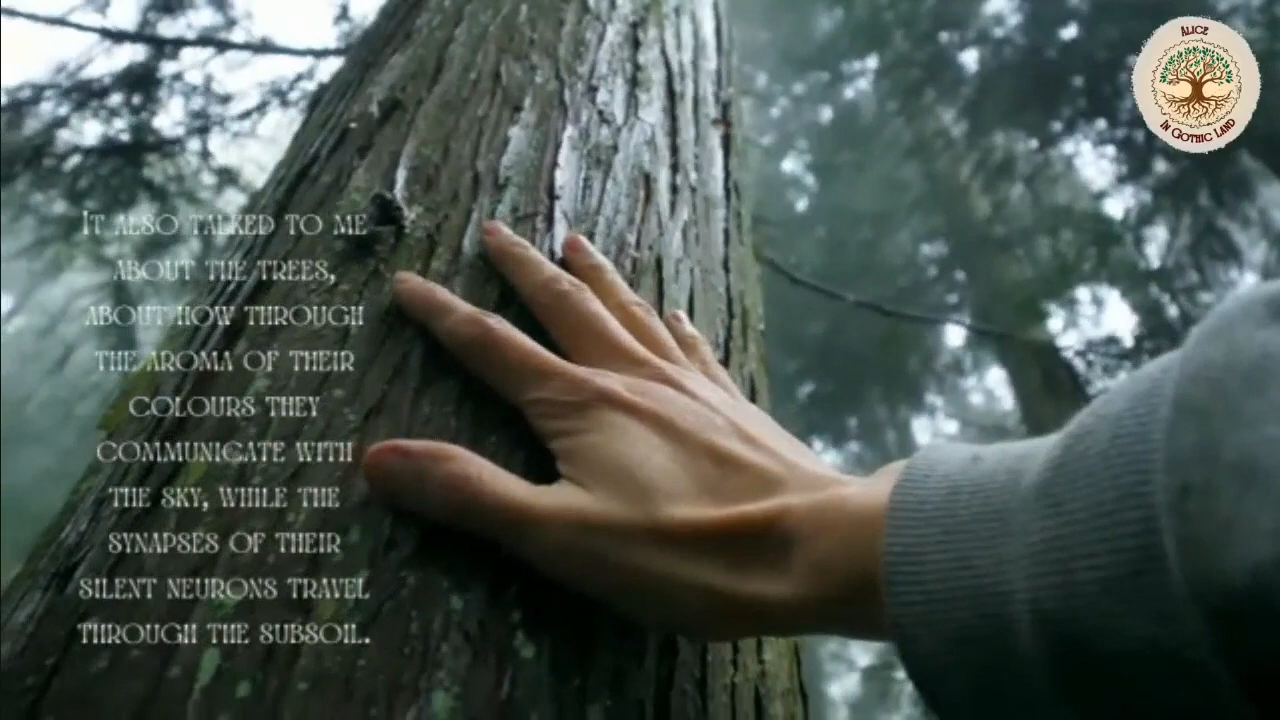 ALICE
IN GOTHIC LAND
IT ALSO TALKED TO ME
ABOUT THE TREES,
ABOUT HOW THROUGH
THE AROMA OF THEIR
COLOURS THEY
COMMUNICATE WITH
THE SKY, WHILE THE
SYNAPSES OF THEIR
SILENT NEURONS TRAVEL
THROUGH THE SUBSOIL.